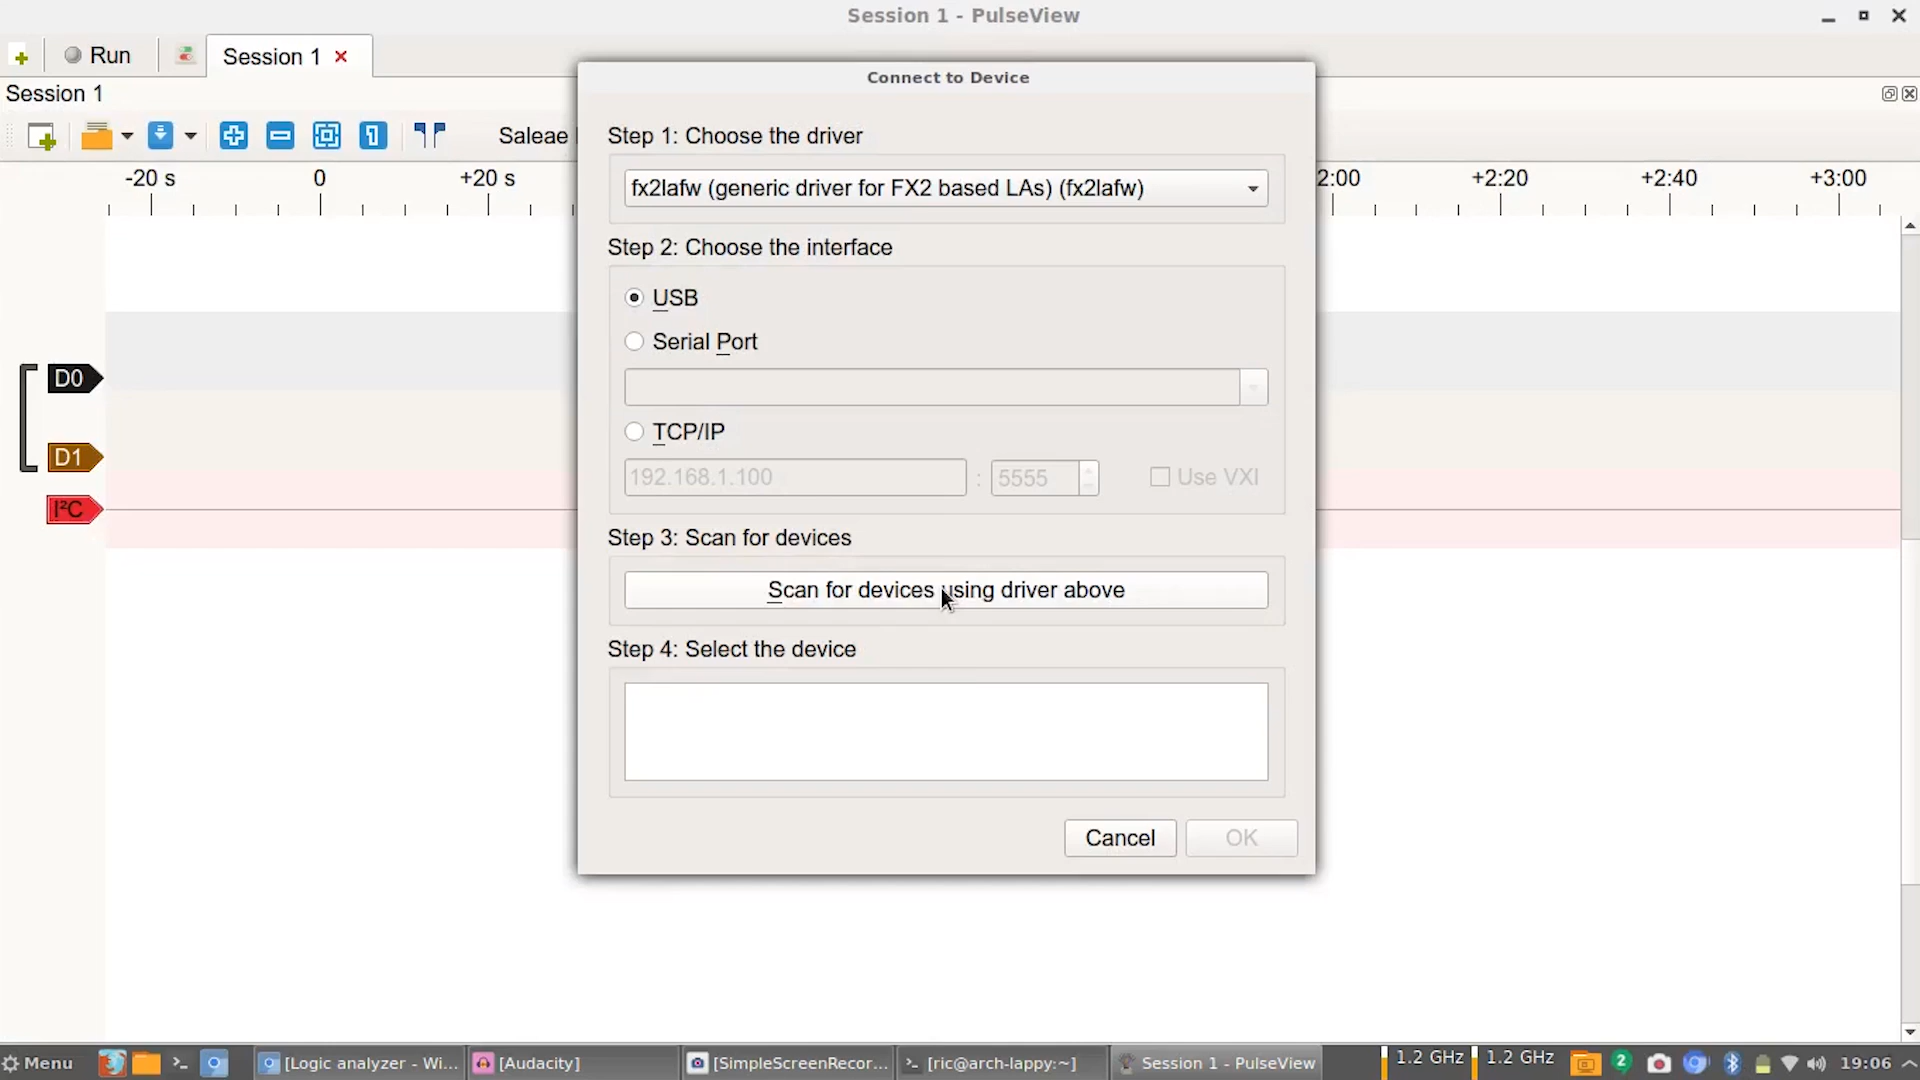 Session 1 - PulseView
Run
Session 1
Session 1
Saleae
-20 s 0 +20 s 2:00 +2:20 +2:40 +3:00
D0
D1
I²C
Connect to Device
Step 1: Choose the driver
fx2lafw (generic driver for FX2 based LAs) (fx2lafw)
Step 2: Choose the interface
USB
Serial Port
TCP/IP
192.168.1.100 : 5555 Use VXI
Step 3: Scan for devices
Scan for devices using driver above
Step 4: Select the device
Cancel OK
Menu [Logic analyzer - Wi... [Audacity] [SimpleScreenRecor... [ric@arch-lappy:~] Session 1 - PulseView 1.2 GHz 1.2 GHz 2 19:06